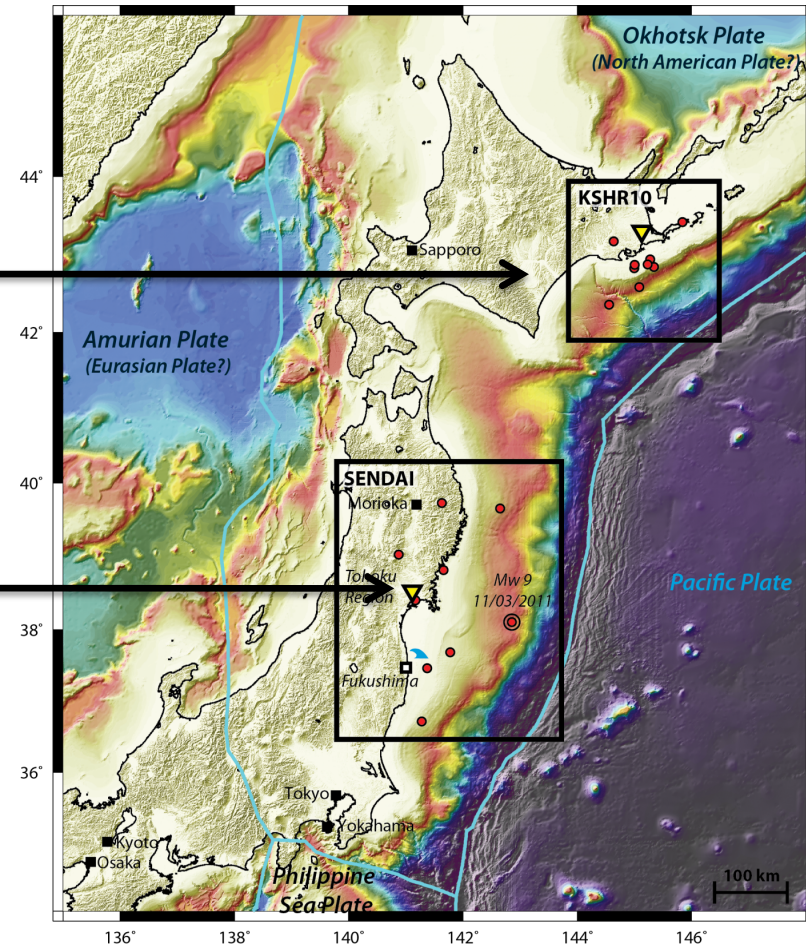 Okhotsk Plate
(North American Plate?)
44°
KSHR10
Sapporo
42°
Amurian Plate
(Eurasian Plate?)
40°
SENDAI
Morioka
Tohoku
Region
Mw 9
11/03/2011
Pacific Plate
38°
Fukushima
36°
Tokyo
Yokahama
Kyoto
Osaka
Philippine
Sea Plate
100 km
136°
138°
140°
142°
144°
146°